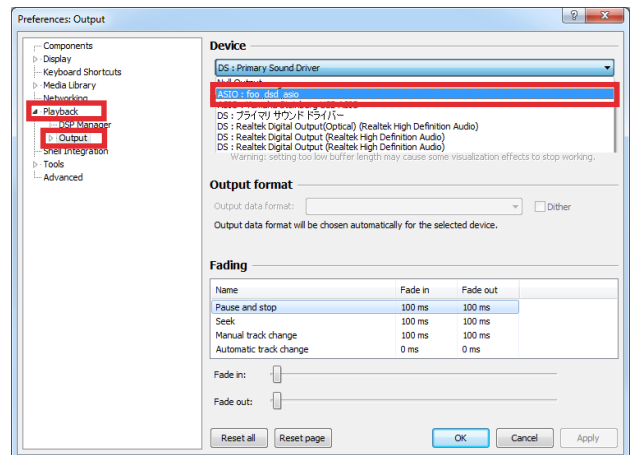 Preferences: Output
Components
Display
Keyboard Shortcuts
Media Library
Networking
Playback
DSP Manager
Output
Shell Integration
Tools
Advanced
Device
DS : Primary Sound Driver
Null Output
ASIO : foo_dsd_asio
ASIO : Yamaha Steinberg USB ASIO
DS : プライマリ サウンド ドライバー
DS : Realtek Digital Output(Optical) (Realtek High Definition Audio)
DS : Realtek Digital Output (Realtek High Definition Audio)
DS : Realtek Digital Output (Realtek High Definition Audio)
Warning: setting too low buffer length may cause some visualization effects to stop working.
Output format
Output data format:
Dither
Output data format will be chosen automatically for the selected device.
Fading
Name Fade in Fade out
Pause and stop 100 ms 100 ms
Seek 100 ms 100 ms
Manual track change 100 ms 100 ms
Automatic track change 0 ms 0 ms
Fade in:
Fade out:
Reset all Reset page OK Cancel Apply